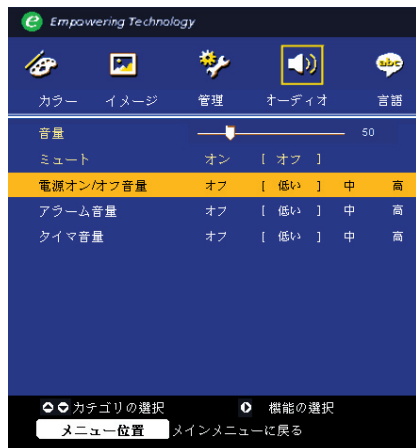 e Empowering Technology
abc
カラー イメージ 管理 オーディオ 言語
音量 50
ミュート オン [ オフ ]
電源オン/オフ音量 オフ [ 低い ] 中 高
アラーム音量 オフ [ 低い ] 中 高
タイマ音量 オフ [ 低い ] 中 高
カテゴリの選択 機能の選択
メニュー位置 メインメニューに戻る